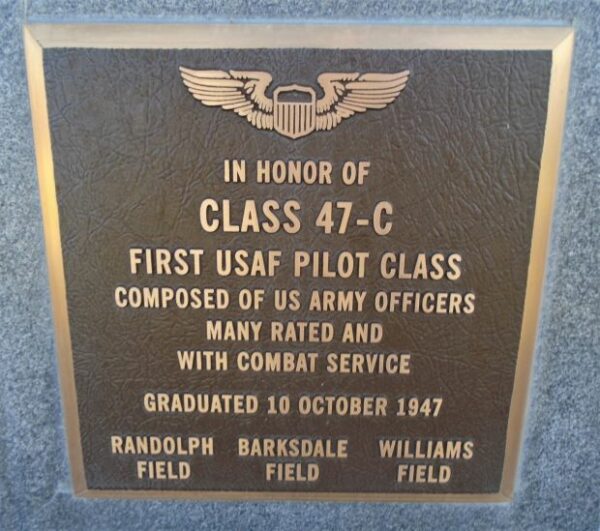 IN HONOR OF
CLASS 47-C
FIRST USAF PILOT CLASS
COMPOSED OF US ARMY OFFICERS
MANY RATED AND
WITH COMBAT SERVICE
GRADUATED 10 OCTOBER 1947
RANDOLPH BARKSDALE WILLIAMS
FIELD FIELD FIELD